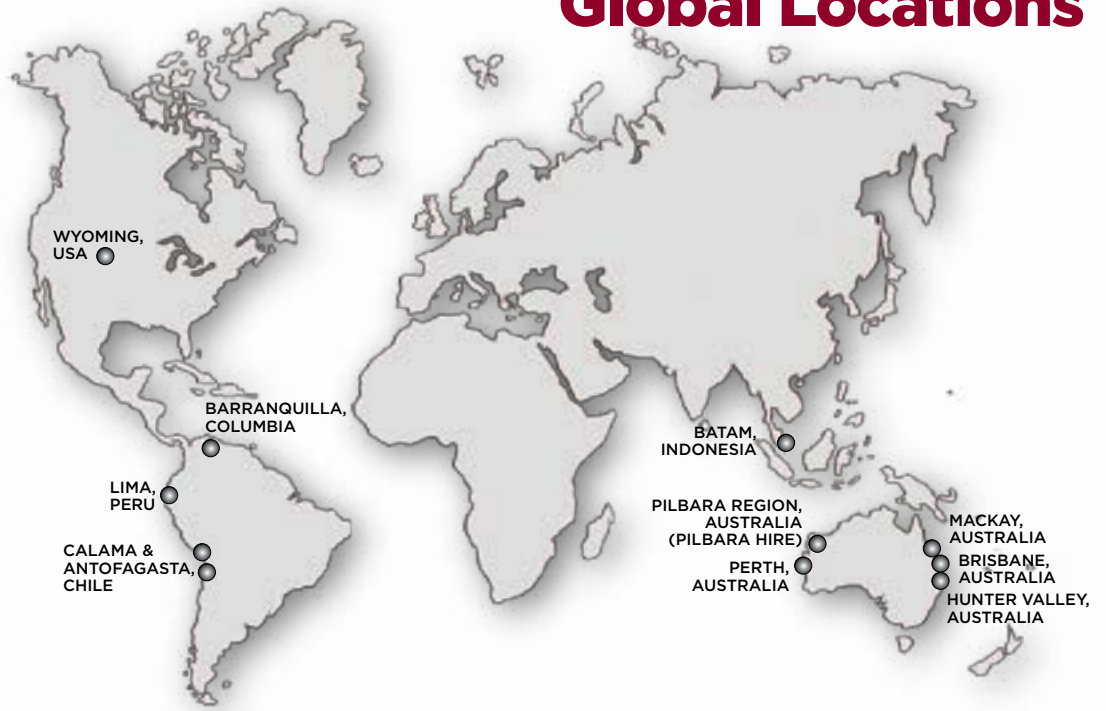 Global Locations
WYOMING,
USA
BARRANQUILLA,
COLUMBIA
LIMA,
PERU
CALAMA &
ANTOFAGASTA,
CHILE
BATAM,
INDONESIA
PILBARA REGION,
AUSTRALIA
(PILBARA HIRE)
PERTH,
AUSTRALIA
MACKAY,
AUSTRALIA
BRISBANE,
AUSTRALIA
HUNTER VALLEY,
AUSTRALIA